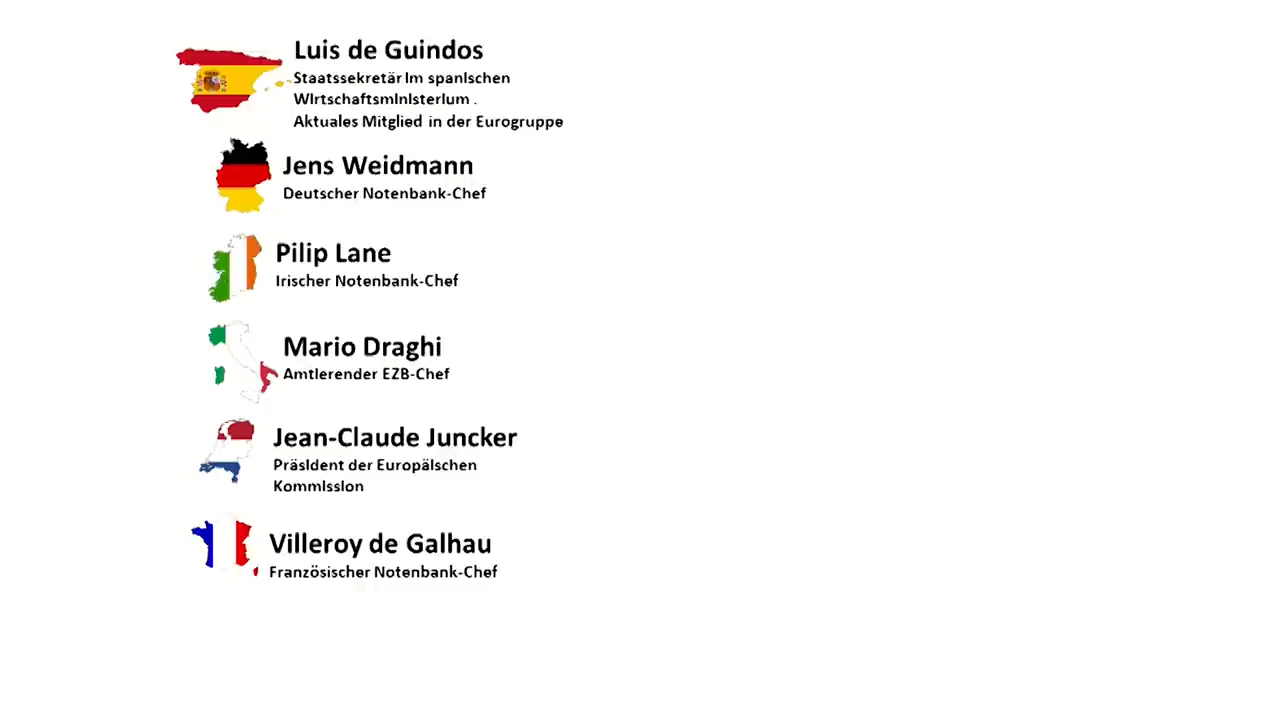 Luis de Guindos
Staatssekretär im spanischen
Wirtschaftsministerium .
Aktuales Mitglied in der Eurogruppe
Jens Weidmann
Deutscher Notenbank-Chef
Pilip Lane
Irischer Notenbank-Chef
Mario Draghi
Amtierender EZB-Chef
Jean-Claude Juncker
Präsident der Europäischen
Kommission
Villeroy de Galhau
Französischer Notenbank-Chef